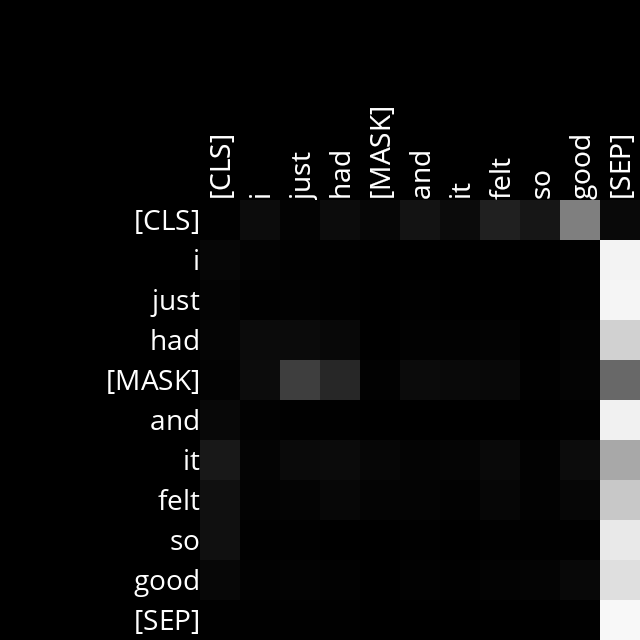 [CLS] i just had [MASK] and it felt so good [SEP]
[CLS]
i
just
had
[MASK]
and
it
felt
so
good
[SEP]